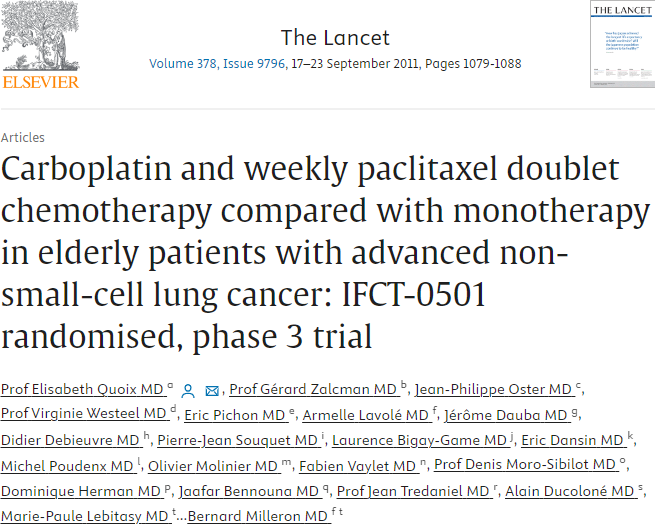 The Lancet
THE LANCET
Volume 378, Issue 9796, 17–23 September 2011, Pages 1079-1088
ELSEVIER
Articles
Carboplatin and weekly paclitaxel doublet
chemotherapy compared with monotherapy
in elderly patients with advanced non-
small-cell lung cancer: IFCT-0501
randomised, phase 3 trial
Prof Elisabeth Quoix MD a , Prof Gérard Zalcman MD b, Jean-Philippe Oster MD c,
Prof Virginie Westeel MD d, Eric Pichon MD e, Armelle Lavolé MD f, Jérôme Dauba MD g,
Didier Debieuvre MD h, Pierre-Jean Souquet MD i, Laurence Bigay-Game MD j, Eric Dansin MD k,
Michel Poudenx MD l, Olivier Molinier MD m, Fabien Vaylet MD n, Prof Denis Moro-Sibilot MD o,
Dominique Herman MD p, Jaafar Bennouna MD q, Prof Jean Tredaniel MD r, Alain Ducoloné MD s,
Marie-Paule Lebitasy MD t...Bernard Milleron MD f t